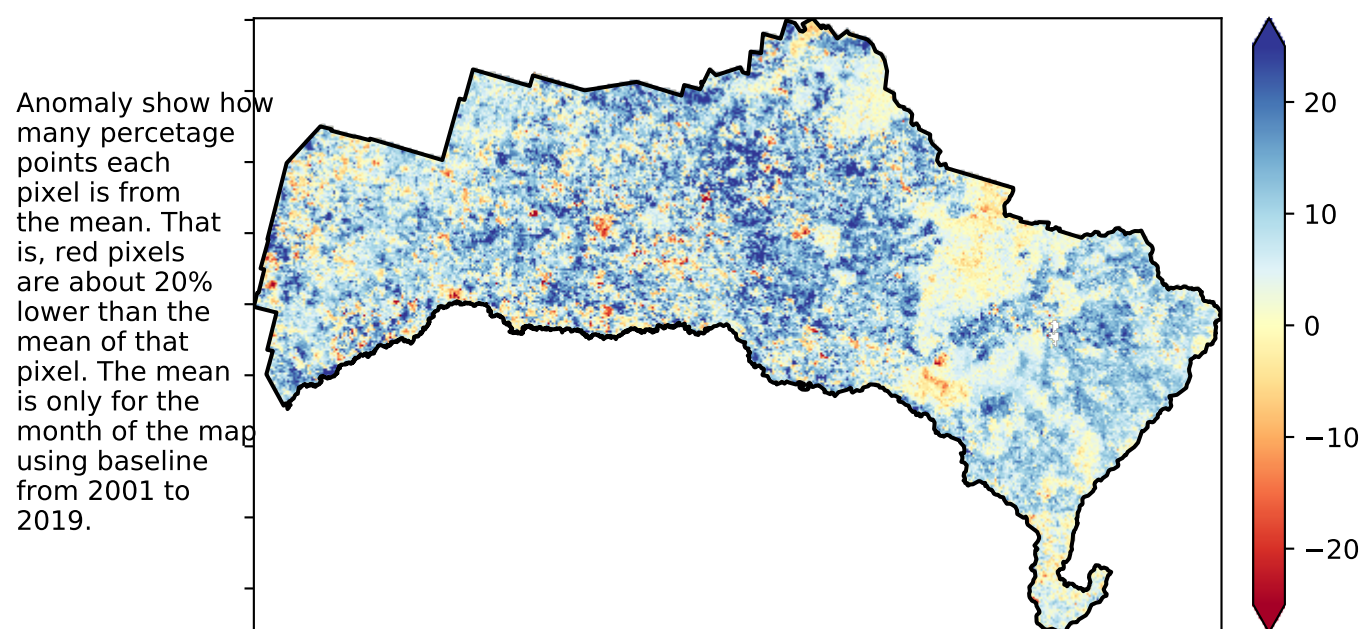 Anomaly show how
many percetage
points each
pixel is from
the mean. That
is, red pixels
are about 20%
lower than the
mean of that
pixel. The mean
is only for the
month of the map
using baseline
from 2001 to
2019.
20
10
0
−10
−20